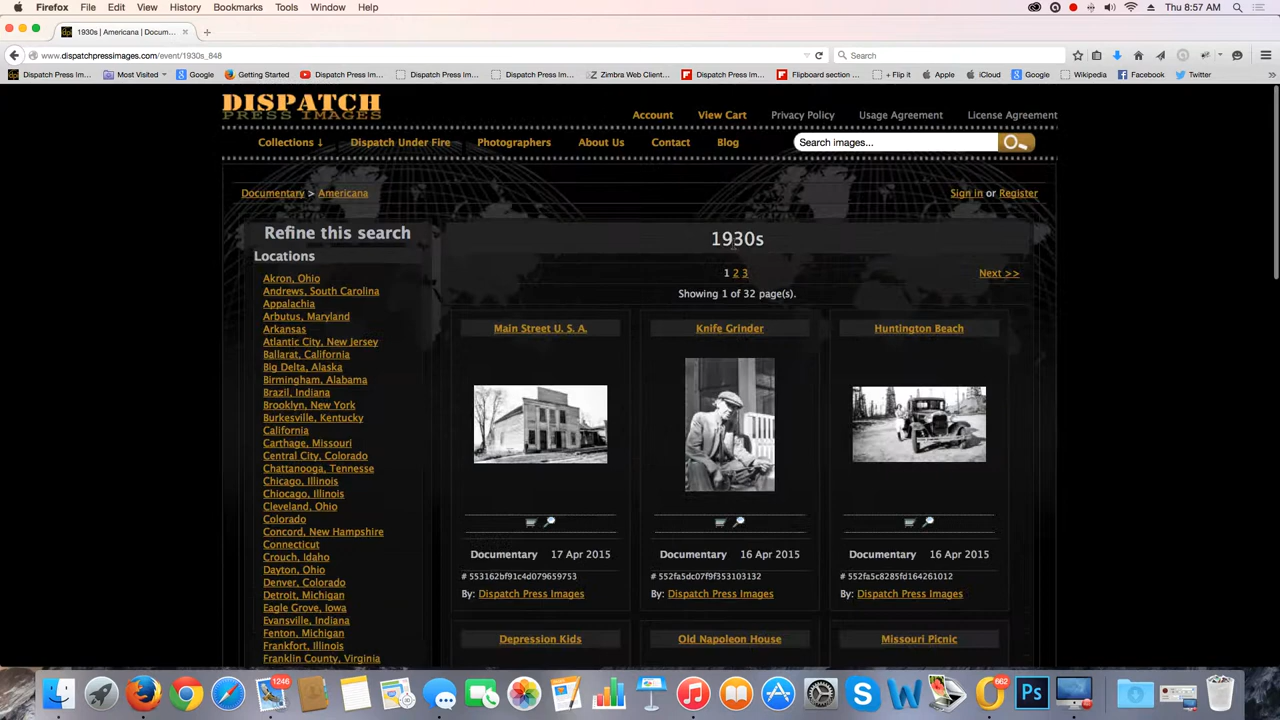 Firefox File Edit View History Bookmarks Tools Window Help Thu 8:57 AM
1930s | Americana | Docum...
www.dispatchpressimages.com/event/1930s_848 Search
Dispatch Press Im... Most Visited Google Getting Started Dispatch Press Im... Dispatch Press Im... Dispatch Press Im... Zimbra Web Client... Dispatch Press Im... Flipboard section ... + Flip it Apple iCloud Google Wikipedia Facebook Twitter
DISPATCH
PRESS IMAGES
Account View Cart Privacy Policy Usage Agreement License Agreement
Collections ↓ Dispatch Under Fire Photographers About Us Contact Blog Search images...
Documentary > Americana Sign in or Register
Refine this search
Locations
Akron, Ohio
Andrews, South Carolina
Appalachia
Arbutus, Maryland
Arkansas
Atlantic City, New Jersey
Ballarat, California
Big Delta, Alaska
Birmingham, Alabama
Brazil, Indiana
Brooklyn, New York
Burkesville, Kentucky
California
Carthage, Missouri
Central City, Colorado
Chattanooga, Tennesse
Chicago, Illinois
Chiocago, Illinois
Cleveland, Ohio
Colorado
Concord, New Hampshire
Connecticut
Crouch, Idaho
Dayton, Ohio
Denver, Colorado
Detroit, Michigan
Eagle Grove, Iowa
Evansville, Indiana
Fenton, Michigan
Frankfort, Illinois
Franklin County, Virginia
1930s
1 2 3 Next >>
Showing 1 of 32 page(s).
Main Street U. S. A. Knife Grinder Huntington Beach
Documentary 17 Apr 2015 Documentary 16 Apr 2015 Documentary 16 Apr 2015
# 553162bf91c4d079659753 # 552fa5dc07f9f353103132 # 552fa5c8285fd164261012
By: Dispatch Press Images By: Dispatch Press Images By: Dispatch Press Images
Depression Kids Old Napoleon House Missouri Picnic
1246
662
Ps